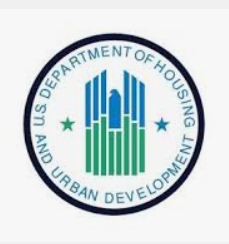 U.S. DEPARTMENT OF HOUSING
AND URBAN DEVELOPMENT